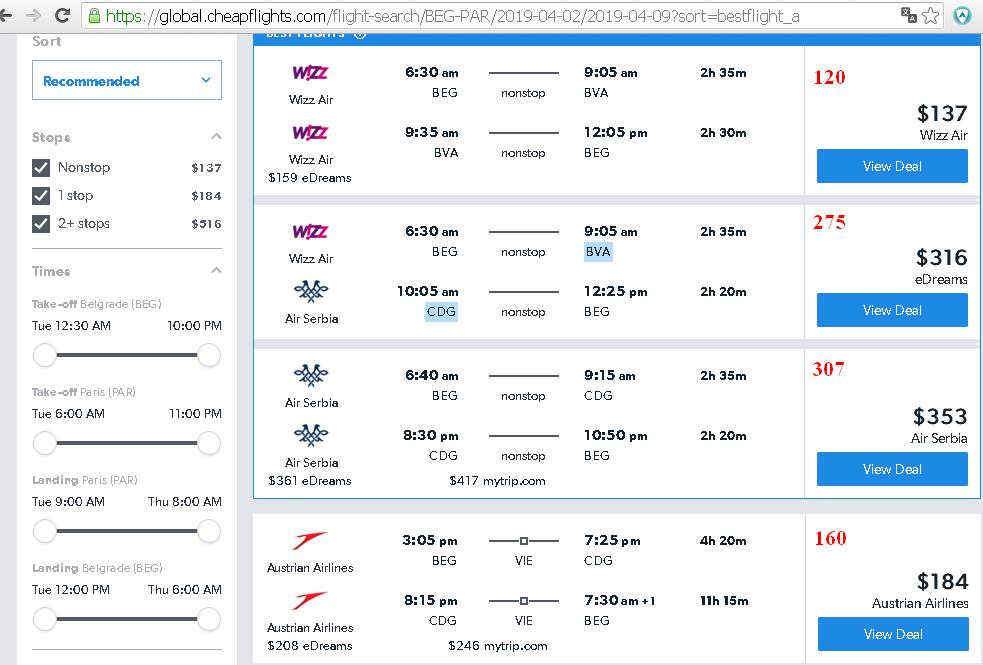 https://global.cheapflights.com/flight-search/BEG-PAR/2019-04-02/2019-04-09?sort=bestflight_a
Sort
Recommended
Stops
Nonstop $137
1 stop $184
2+ stops $516
Times
Take-off Belgrade (BEG)
Tue 12:30 AM 10:00 PM
Take-off Paris (PAR)
Tue 6:00 AM 11:00 PM
Landing Paris (PAR)
Tue 9:00 AM Thu 8:00 AM
Landing Belgrade (BEG)
Tue 12:00 PM Thu 6:00 AM
BEST FLIGHTS
WIZZ 6:30 am 9:05 am 2h 35m 120
Wizz Air BEG nonstop BVA
$137
WIZZ 9:35 am 12:05 pm 2h 30m Wizz Air
Wizz Air BVA nonstop BEG View Deal
$159 eDreams
WIZZ 6:30 am 9:05 am 2h 35m 275
Wizz Air BEG nonstop BVA
$316
eDreams
10:05 am 12:25 pm 2h 20m
Air Serbia CDG nonstop BEG View Deal
6:40 am 9:15 am 2h 35m 307
Air Serbia BEG nonstop CDG
$353
8:30 pm 10:50 pm 2h 20m Air Serbia
Air Serbia CDG nonstop BEG View Deal
$361 eDreams $417 mytrip.com
3:05 pm 7:25 pm 4h 20m 160
Austrian Airlines BEG VIE CDG
$184
8:15 pm 7:30 am +1 11h 15m Austrian Airlines
Austrian Airlines CDG VIE BEG View Deal
$208 eDreams $246 mytrip.com